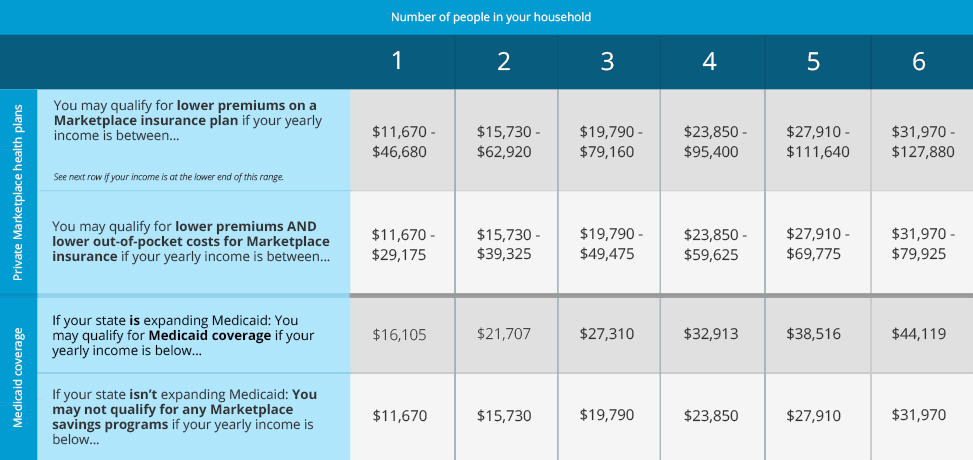 Number of people in your household
1 2 3 4 5 6
Private Marketplace health plans
You may qualify for lower premiums on a
Marketplace insurance plan if your yearly
income is between...
See next row if your income is at the lower end of this range.
$11,670 - $15,730 - $19,790 - $23,850 - $27,910 - $31,970 -
$46,680 $62,920 $79,160 $95,400 $111,640 $127,880
You may qualify for lower premiums AND
lower out-of-pocket costs for Marketplace
insurance if your yearly income is between...
$11,670 - $15,730 - $19,790 - $23,850 - $27,910 - $31,970 -
$29,175 $39,325 $49,475 $59,625 $69,775 $79,925
Medicaid coverage
If your state is expanding Medicaid: You
may qualify for Medicaid coverage if your
yearly income is below...
$16,105 $21,707 $27,310 $32,913 $38,516 $44,119
If your state isn't expanding Medicaid: You
may not qualify for any Marketplace
savings programs if your yearly income is
below...
$11,670 $15,730 $19,790 $23,850 $27,910 $31,970